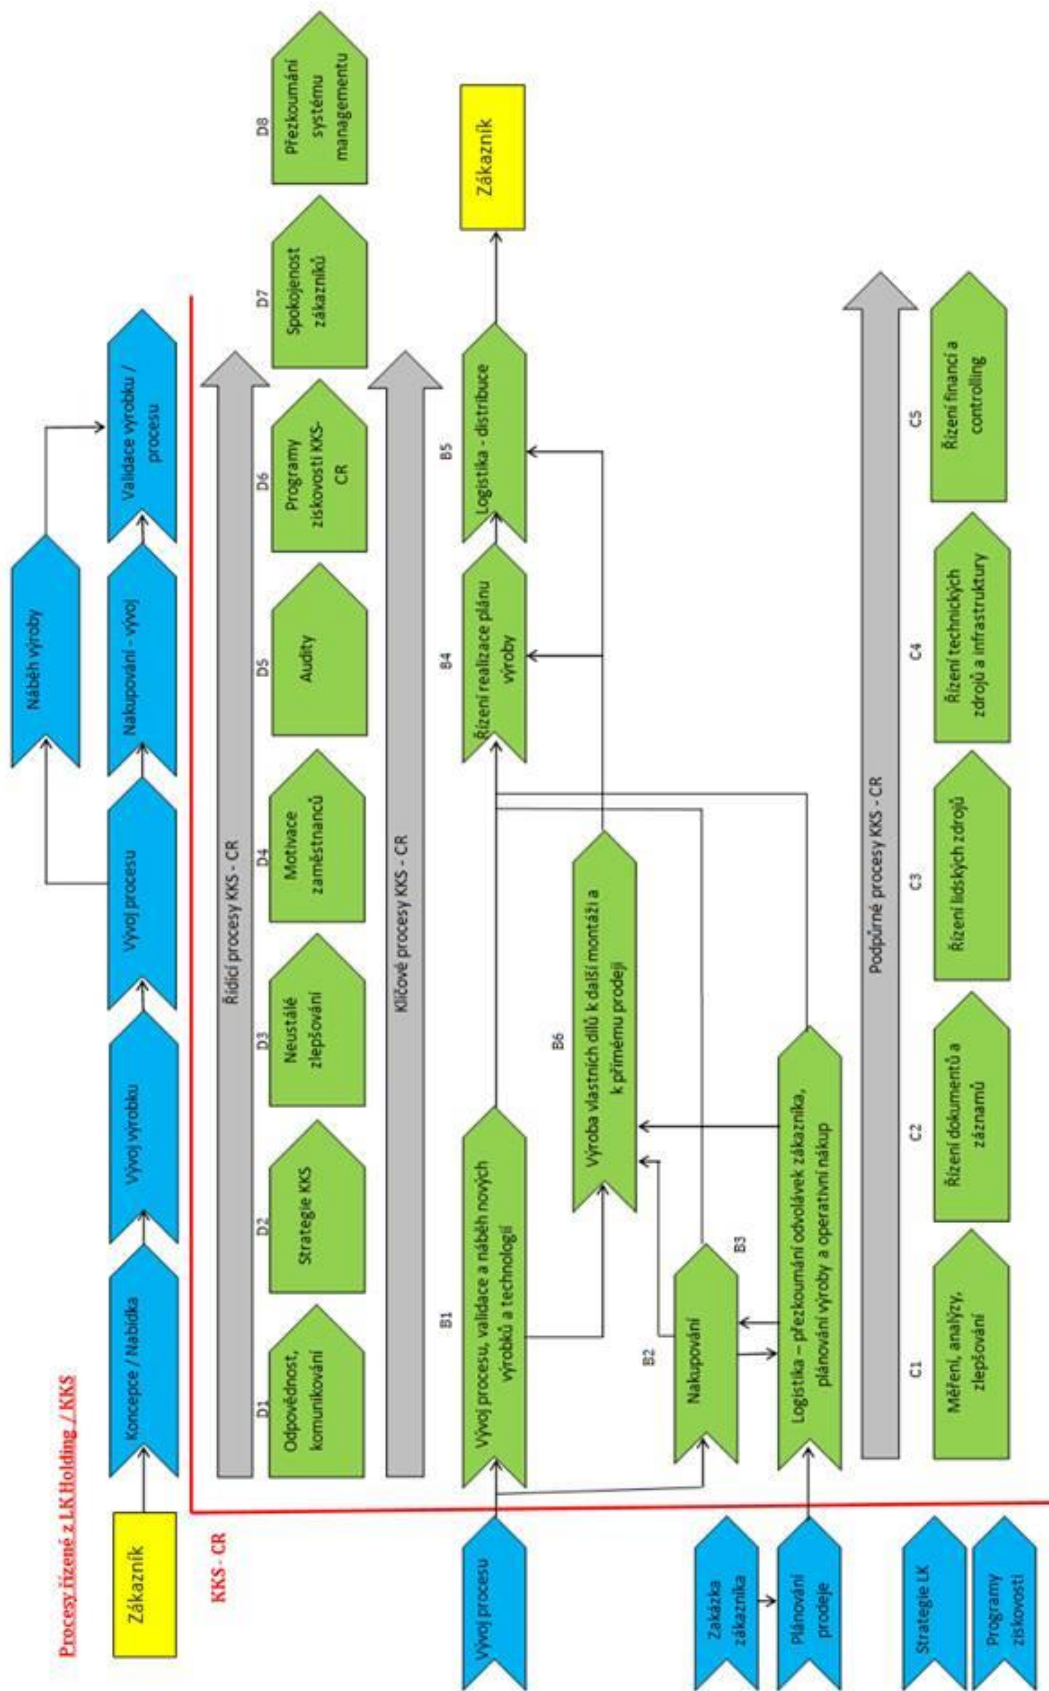 Procesy řízené z LK Holding / KKS
Zákazník
Koncepce / Nabídka
Vývoj výrobku
Vývoj procesu
Nakupování - vývoj
Validace výrobku /
procesu
Náběh výroby
KKS - CR
Řídící procesy KKS - CR
D1
Odpovědnost,
komunikování
D2
Strategie KKS
D3
Neustálé
zlepšování
D4
Motivace
zaměstnanců
D5
Audity
D6
Programy
ziskovosti KKS-
CR
D7
Spokojenost
zákazníků
D8
Přezkoumání
systému
managementu
Klíčové procesy KKS - CR
Vývoj procesu
B1
Vývoj procesu, validace a náběh nových
výrobků a technologií
B4
Řízení realizace plánu
výroby
B5
Logistika - distribuce
Zákazník
B6
Výroba vlastních dílů k další montáži a
k přímému prodeji
B2
Nakupování
B3
Zakázka
zákazníka
Plánování
prodeje
Logistika – přezkoumání odvolávek zákazníka,
plánování výroby a operativní nákup
Podpůrné procesy KKS - CR
Strategie LK
Programy
ziskovosti
C1
Měření, analýzy,
zlepšování
C2
Řízení dokumentů a
záznamů
C3
Řízení lidských zdrojů
C4
Řízení technických
zdrojů a infrastruktury
C5
Řízení financí a
controlling